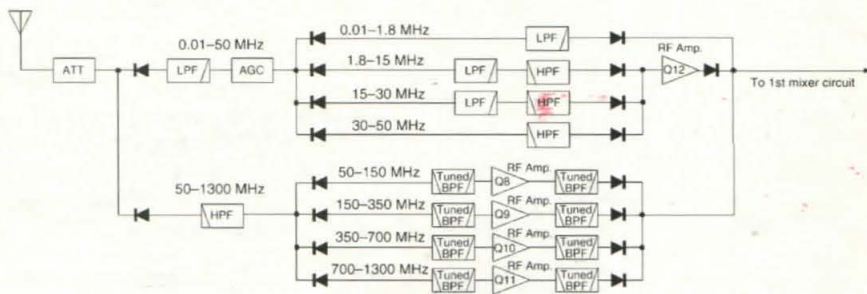 0.01–1.8 MHz
LPF
0.01–50 MHz
RF Amp.
ATT
LPF
AGC
1.8–15 MHz
LPF
HPF
Q12
To 1st mixer circuit
15–30 MHz
LPF
HPF
30–50 MHz
HPF
50–150 MHz
Tuned/
BPF
Q8
RF Amp.
Tuned/
BPF
50–1300 MHz
HPF
150–350 MHz
Tuned/
BPF
Q9
RF Amp.
Tuned/
BPF
350–700 MHz
Tuned/
BPF
Q10
RF Amp.
Tuned/
BPF
700–1300 MHz
Tuned/
BPF
Q11
RF Amp.
Tuned/
BPF